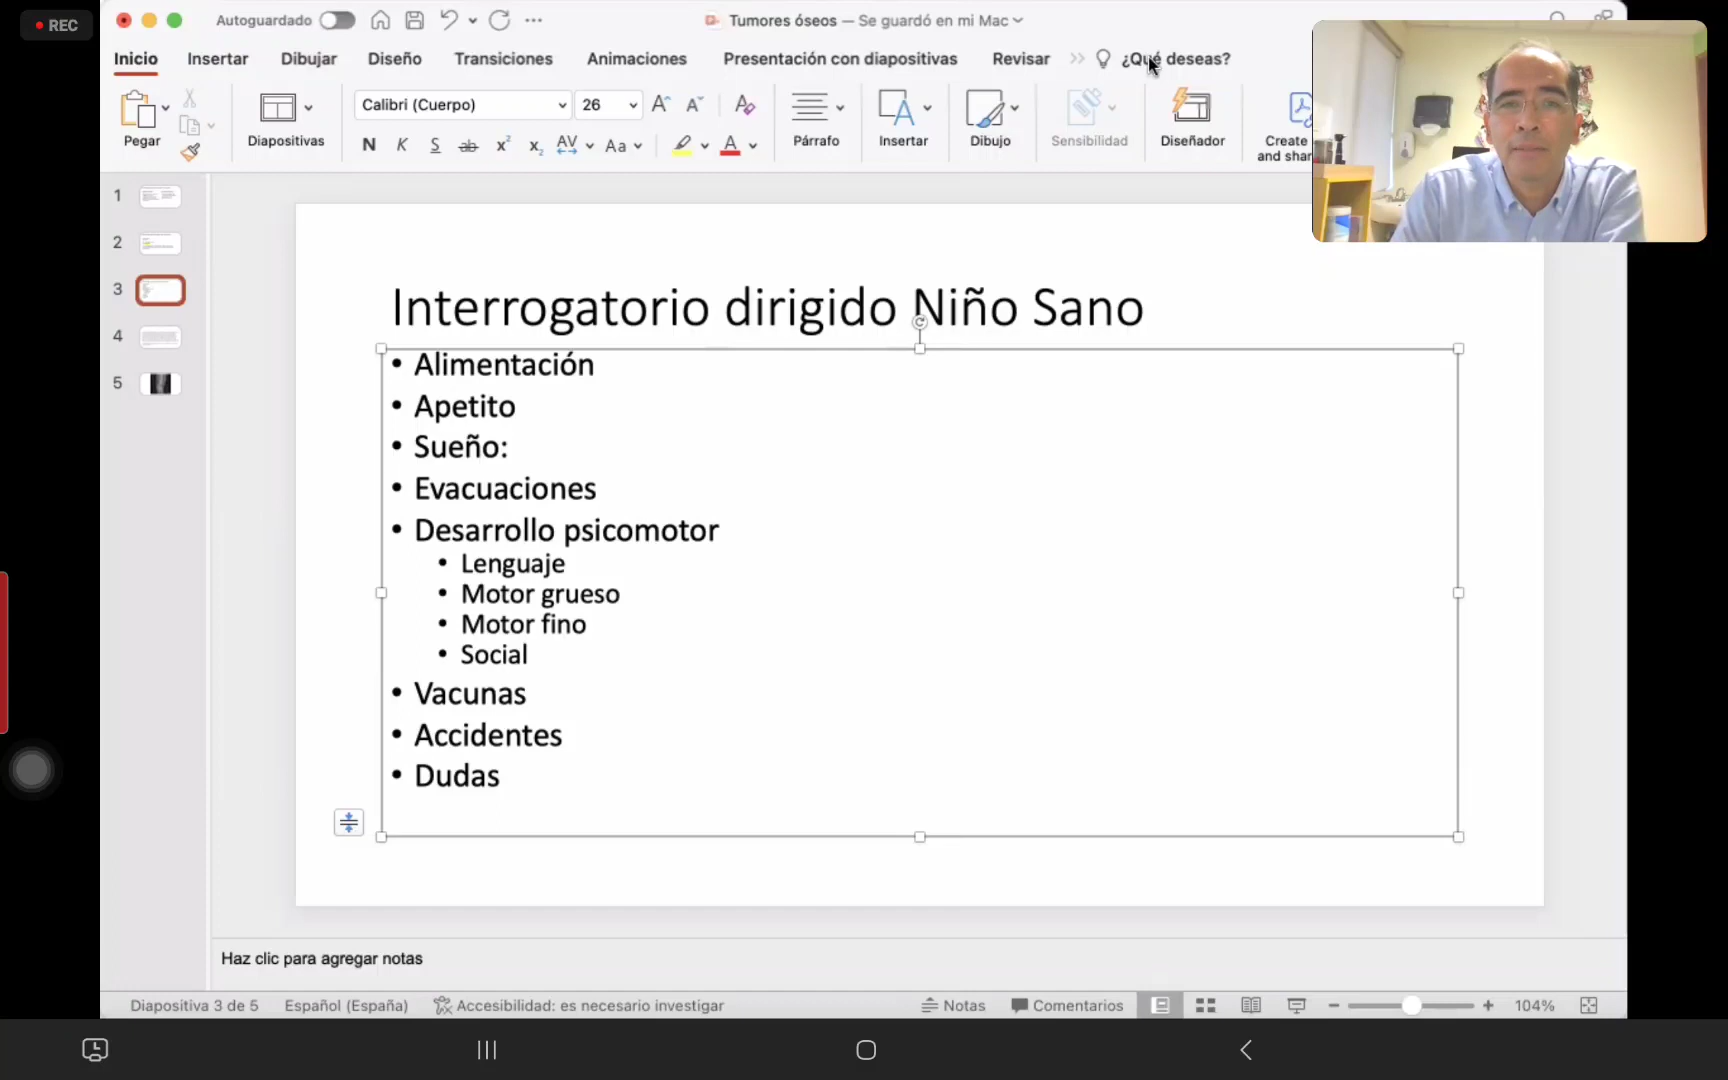 REC
Autoguardado
Tumores óseos — Se guardó en mi Mac
Inicio Insertar Dibujar Diseño Transiciones Animaciones Presentación con diapositivas Revisar ¿Qué deseas?
Calibri (Cuerpo) 26
Pegar Diapositivas Párrafo Insertar Dibujo Sensibilidad Diseñador Create
and shar
N K S ab x² x₂ AV Aa A
1
2
3
4
5
Interrogatorio dirigido Niño Sano
• Alimentación
• Apetito
• Sueño:
• Evacuaciones
• Desarrollo psicomotor
• Lenguaje
• Motor grueso
• Motor fino
• Social
• Vacunas
• Accidentes
• Dudas
Haz clic para agregar notas
Diapositiva 3 de 5 Español (España) Accesibilidad: es necesario investigar Notas Comentarios 104%